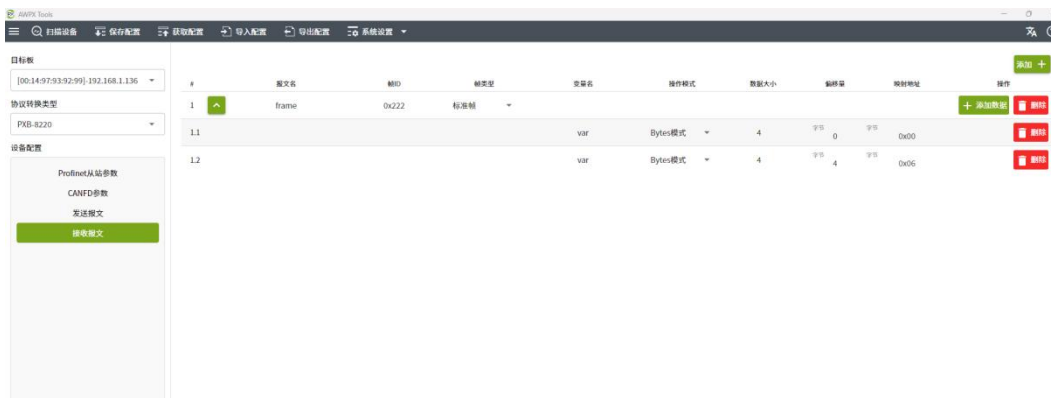 AWPX Tools
扫描设备 保存配置 获取配置 导入配置 导出配置 系统设置
目标板
[00:14:97:93:92:99]-192.168.1.136
协议转换类型
PXB-8220
设备配置
Profinet从站参数
CANFD参数
发送报文
接收报文
添加 +
# 报文名 帧ID 帧类型 变量名 操作模式 数据大小 偏移量 映射地址 操作
1 frame 0x222 标准帧 + 添加数据 删除
1.1 var Bytes模式 4 字节 0 字节 0x00 删除
1.2 var Bytes模式 4 字节 4 字节 0x06 删除